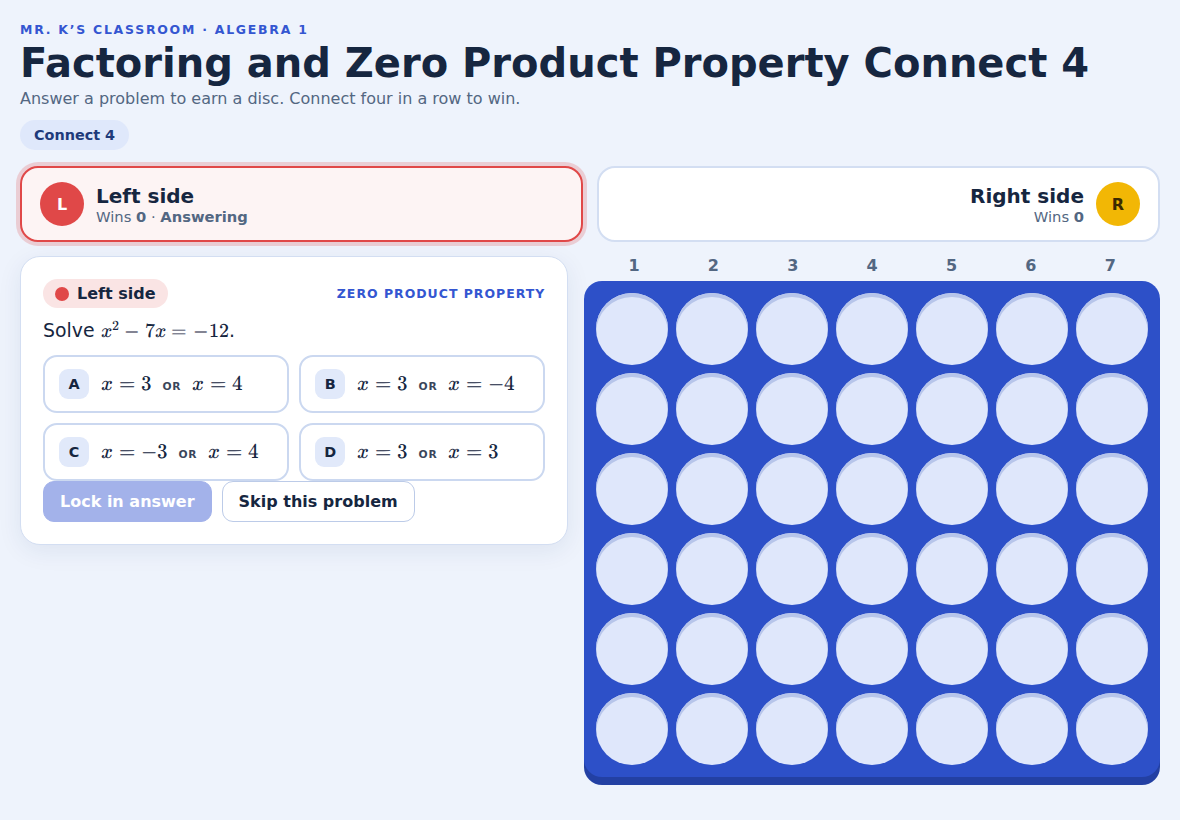 MR. K’S CLASSROOM · ALGEBRA 1
Factoring and Zero Product Property Connect 4
Answer a problem to earn a disc. Connect four in a row to win.
Connect 4
L
Left side
Wins 0 · Answering
Right side
Wins 0
R
Left side
ZERO PRODUCT PROPERTY
Solve x² − 7x = −12.
A x = 3 OR x = 4
B x = 3 OR x = −4
C x = −3 OR x = 4
D x = 3 OR x = 3
Lock in answer
Skip this problem
1 2 3 4 5 6 7